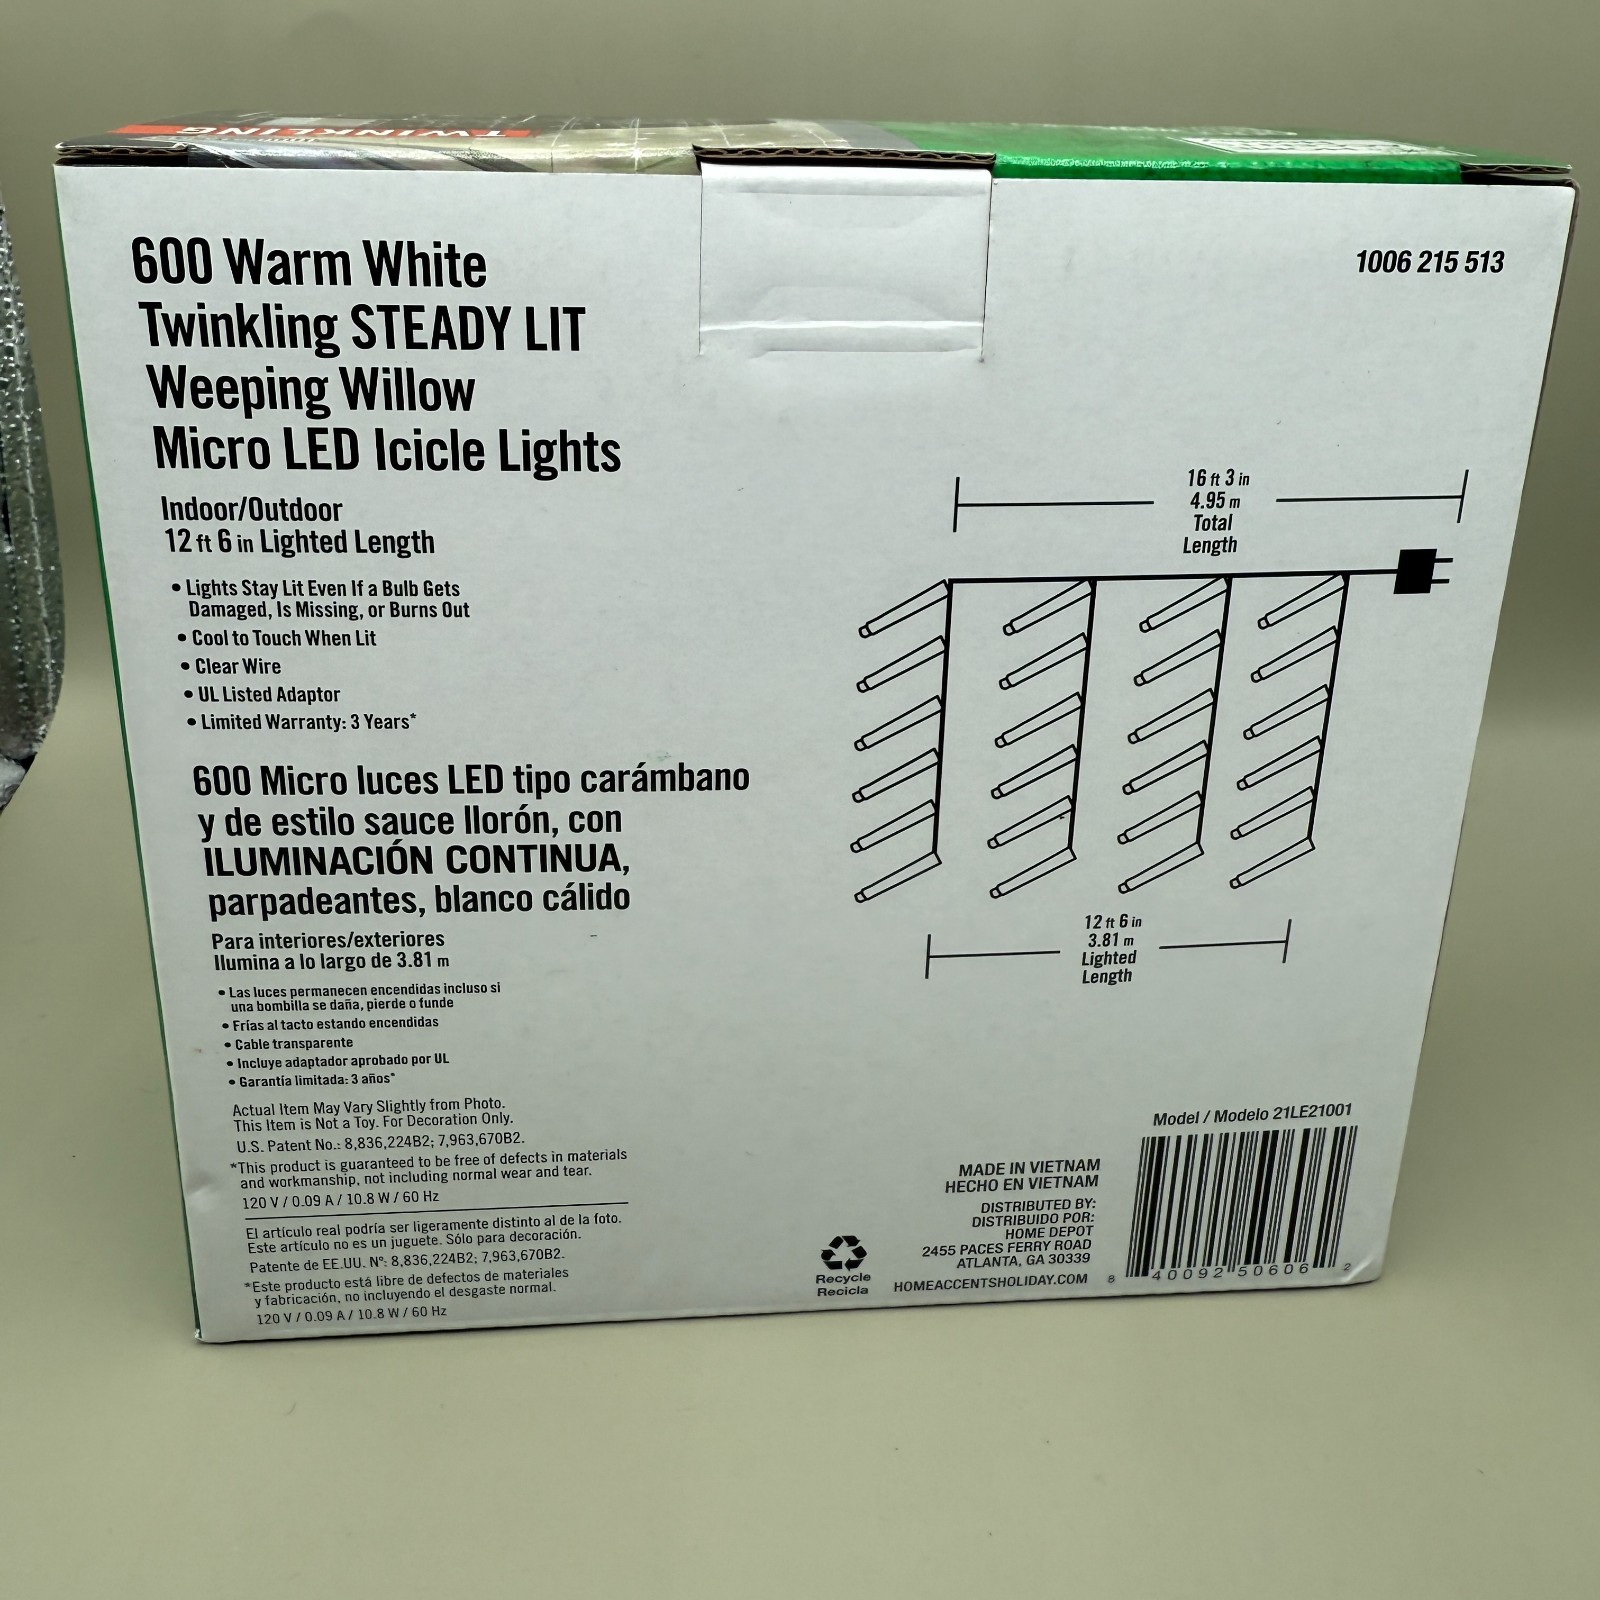 TWINKLING
600 Warm White
Twinkling STEADY LIT
Weeping Willow
Micro LED Icicle Lights
Indoor/Outdoor
12 ft 6 in Lighted Length
• Lights Stay Lit Even If a Bulb Gets
Damaged, Is Missing, or Burns Out
• Cool to Touch When Lit
• Clear Wire
• UL Listed Adaptor
• Limited Warranty: 3 Years*
600 Micro luces LED tipo carámbano
y de estilo sauce llorón, con
ILUMINACIÓN CONTINUA,
parpadeantes, blanco cálido
Para interiores/exteriores
Ilumina a lo largo de 3.81 m
• Las luces permanecen encendidas incluso si
una bombilla se daña, pierde o funde
• Frías al tacto estando encendidas
• Cable transparente
• Incluye adaptador aprobado por UL
• Garantía limitada: 3 años*
Actual Item May Vary Slightly from Photo.
This Item is Not a Toy. For Decoration Only.
U.S. Patent No.: 8,836,224B2; 7,963,670B2.
*This product is guaranteed to be free of defects in materials
and workmanship, not including normal wear and tear.
120 V / 0.09 A / 10.8 W / 60 Hz
El artículo real podría ser ligeramente distinto al de la foto.
Este artículo no es un juguete. Sólo para decoración.
Patente de EE.UU. Nº: 8,836,224B2; 7,963,670B2.
*Este producto está libre de defectos de materiales
y fabricación, no incluyendo el desgaste normal.
120 V / 0.09 A / 10.8 W / 60 Hz
1006 215 513
16 ft 3 in
4.95 m
Total
Length
12 ft 6 in
3.81 m
Lighted
Length
Recycle
Recicla
MADE IN VIETNAM
HECHO EN VIETNAM
DISTRIBUTED BY:
DISTRIBUIDO POR:
HOME DEPOT
2455 PACES FERRY ROAD
ATLANTA, GA 30339
HOMEACCENTSHOLIDAY.COM
Model / Modelo 21LE21001
8 40092 50606 2